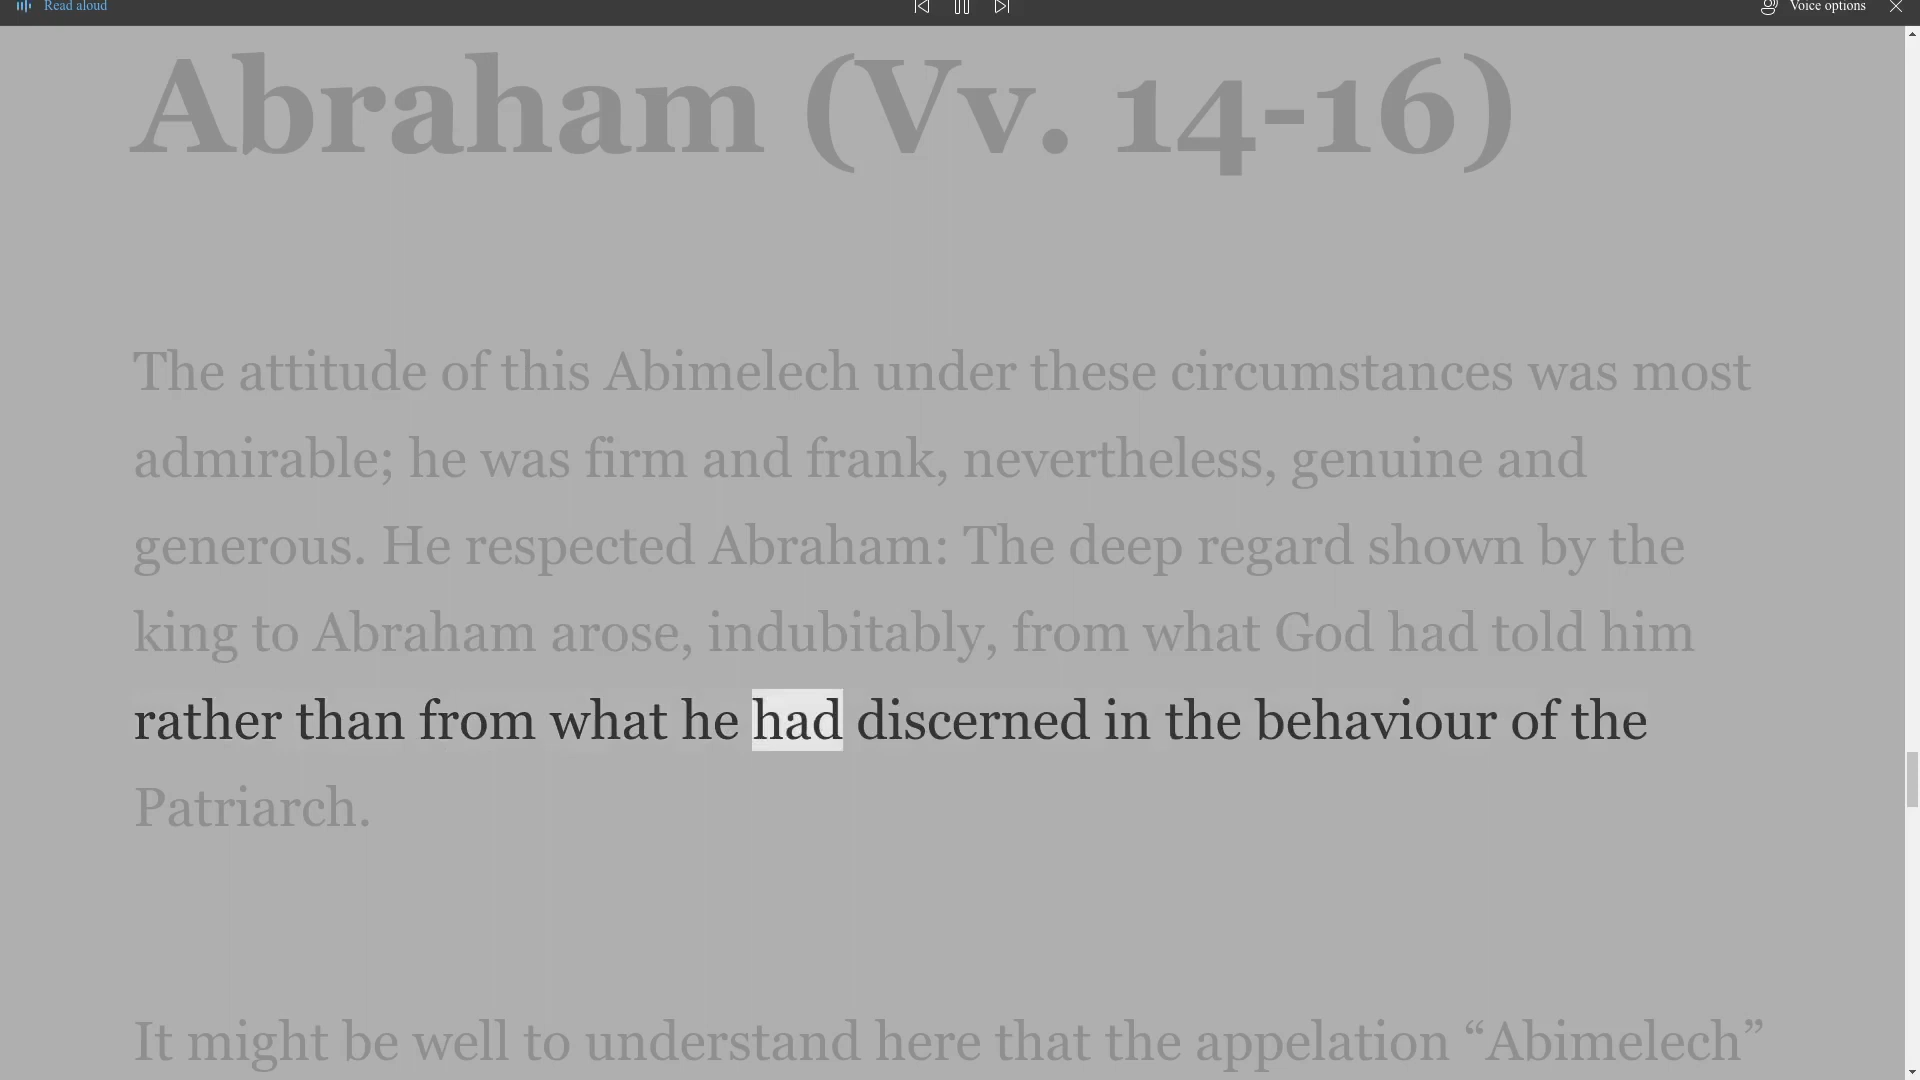 Read aloud
Voice options
Abraham (Vv. 14-16)
The attitude of this Abimelech under these circumstances was most
admirable; he was firm and frank, nevertheless, genuine and
generous. He respected Abraham: The deep regard shown by the
king to Abraham arose, indubitably, from what God had told him
rather than from what he had discerned in the behaviour of the
Patriarch.
It might be well to understand here that the appelation “Abimelech”